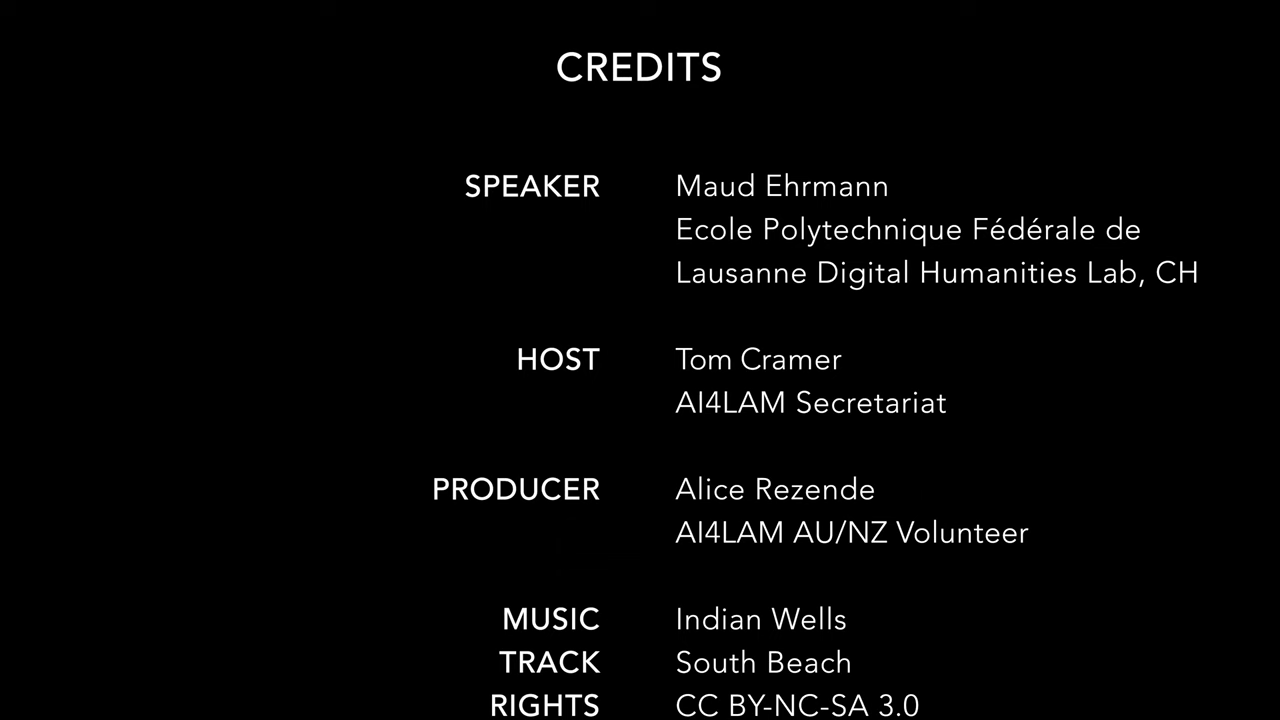 CREDITS
SPEAKER Maud Ehrmann
Ecole Polytechnique Fédérale de
Lausanne Digital Humanities Lab, CH
HOST Tom Cramer
AI4LAM Secretariat
PRODUCER Alice Rezende
AI4LAM AU/NZ Volunteer
MUSIC Indian Wells
TRACK South Beach
RIGHTS CC BY-NC-SA 3.0